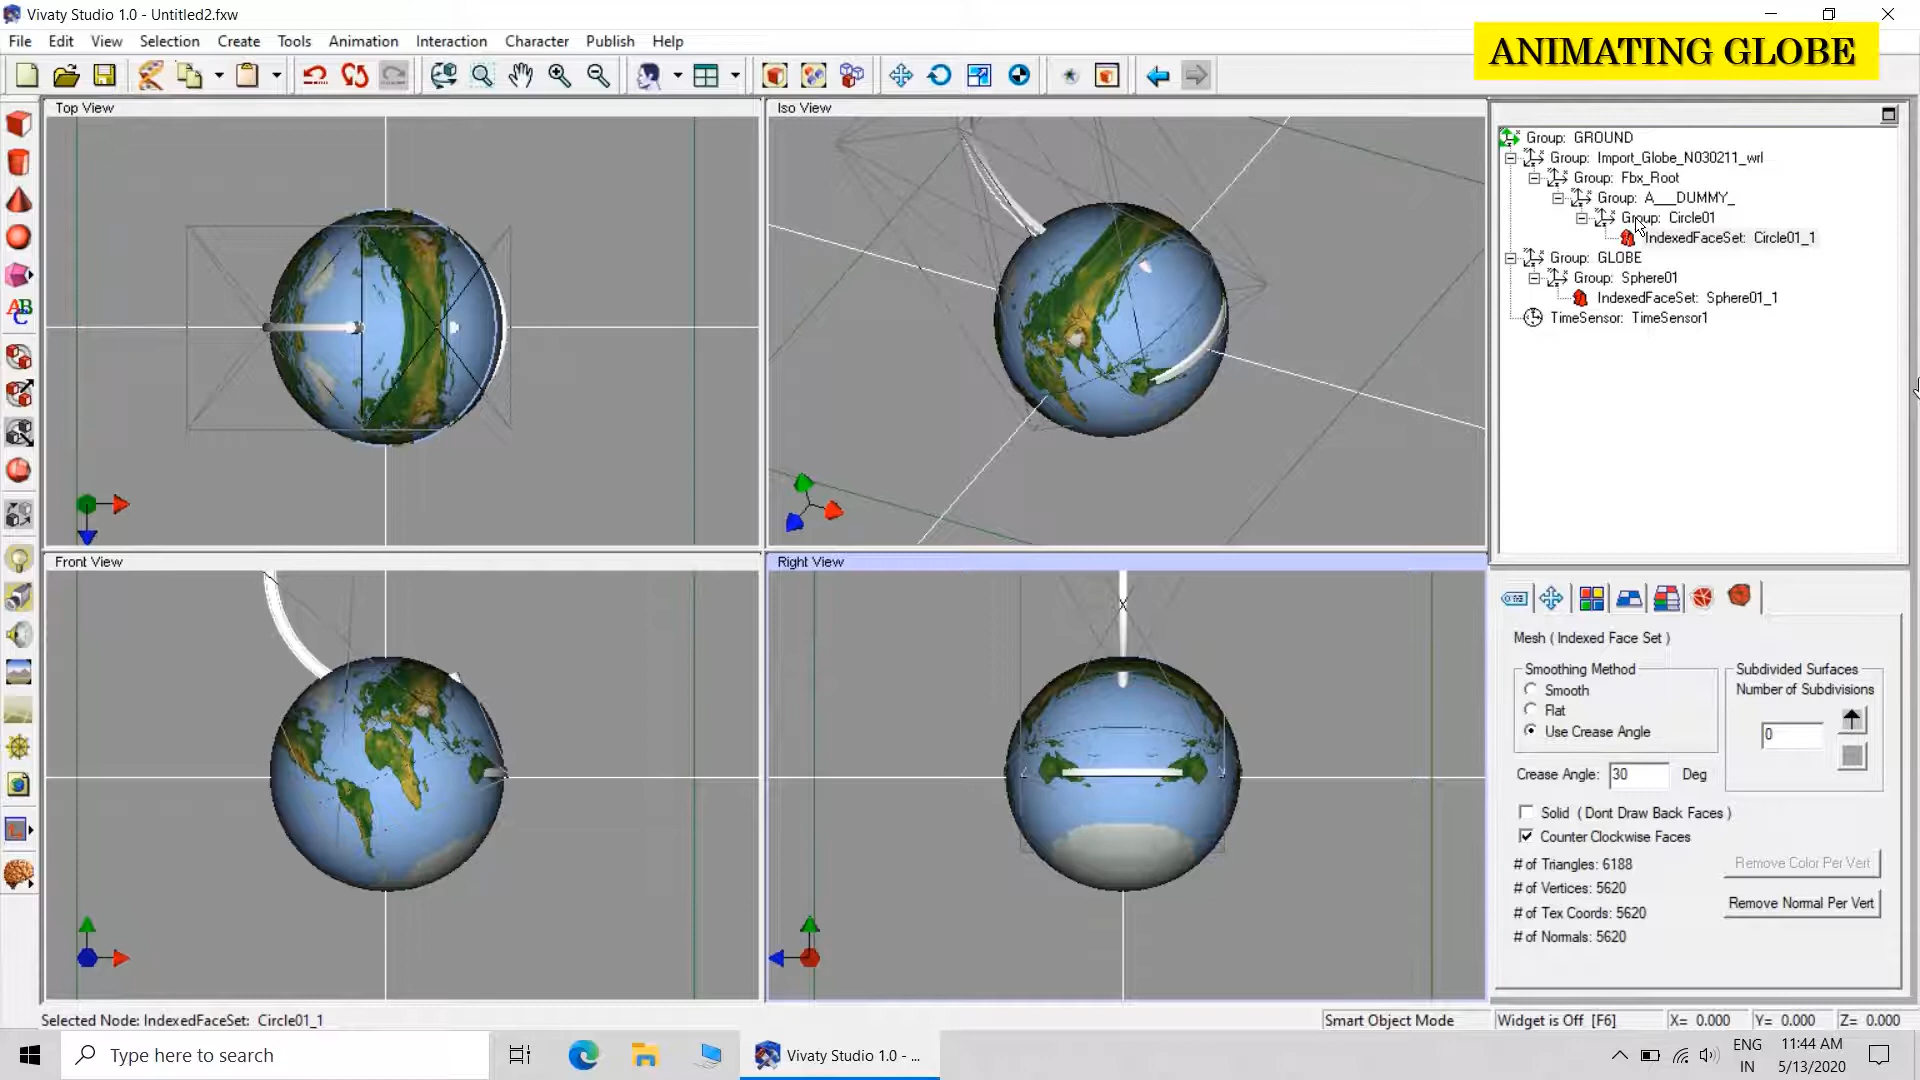 Vivaty Studio 1.0 - Untitled2.fxw
File Edit View Selection Create Tools Animation Interaction Character Publish Help
ANIMATING GLOBE
Top View
Iso View
Group: GROUND
Group: Import_Globe_N030211_wrl
Group: Fbx_Root
Group: A___DUMMY_
Group: Circle01
IndexedFaceSet: Circle01_1
Group: GLOBE
Group: Sphere01
IndexedFaceSet: Sphere01_1
TimeSensor: TimeSensor1
Front View
Right View
Mesh ( Indexed Face Set )
Smoothing Method
Smooth
Flat
Use Crease Angle
Subdivided Surfaces
Number of Subdivisions
0
Crease Angle: 30 Deg
Solid ( Dont Draw Back Faces )
Counter Clockwise Faces
# of Triangles: 6188
# of Vertices: 5620
# of Tex Coords: 5620
# of Normals: 5620
Remove Color Per Vert
Remove Normal Per Vert
Selected Node: IndexedFaceSet: Circle01_1
Smart Object Mode
Widget is Off [F6]
X= 0.000 Y= 0.000 Z= 0.000
Type here to search
Vivaty Studio 1.0 - ...
ENG
IN
11:44 AM
5/13/2020